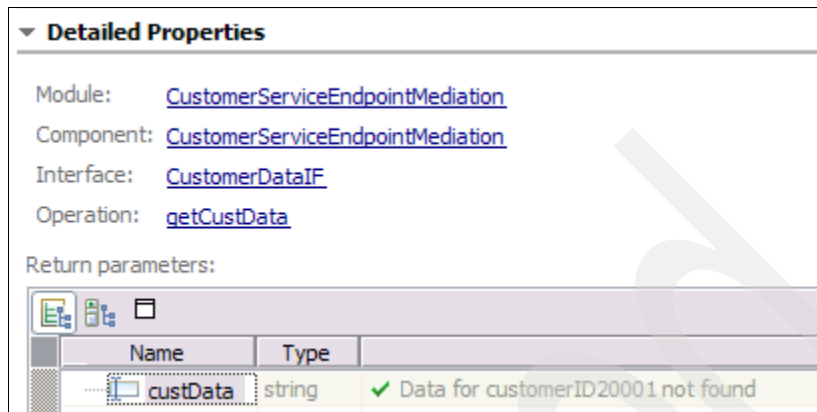 Detailed Properties
Module: CustomerServiceEndpointMediation
Component: CustomerServiceEndpointMediation
Interface: CustomerDataIF
Operation: getCustData
Return parameters:
Name Type
custData string Data for customerID20001 not found